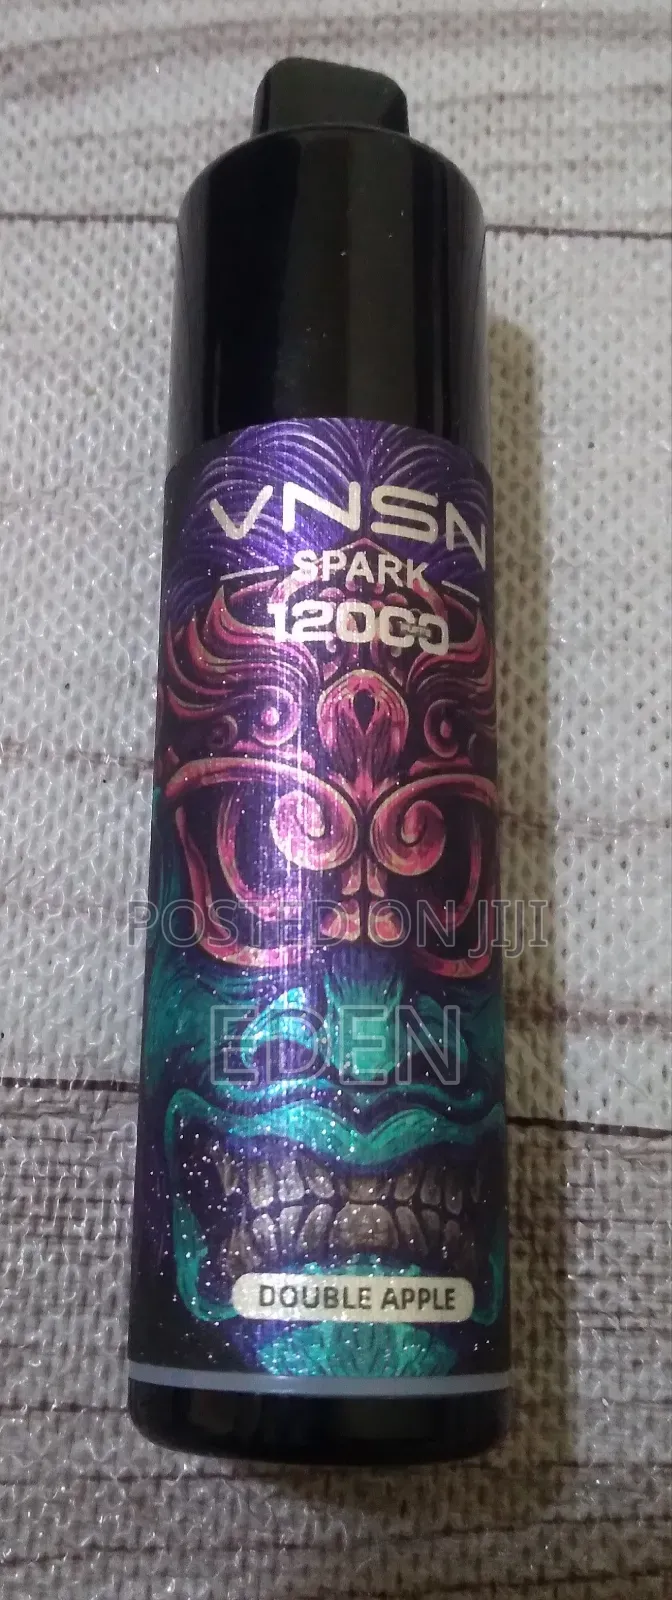 VNSN
SPARK
12000
POSTED ON JIJI
EDEN
DOUBLE APPLE